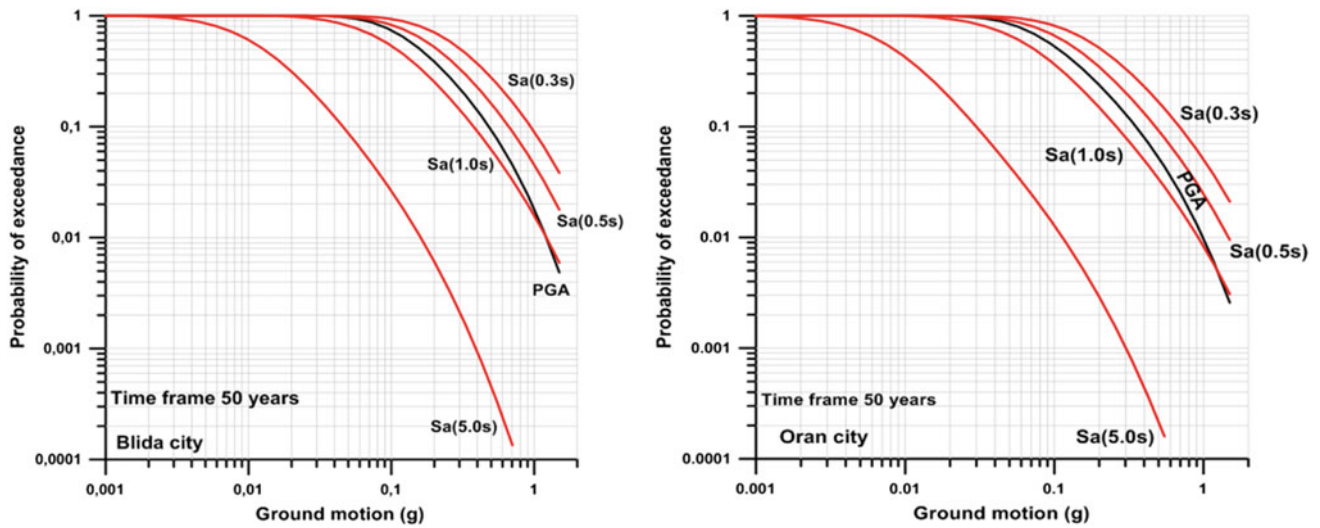 Probability of exceedance
1
0,1
0,01
0,001
0,0001
0,001
0,01
0,1
1
Ground motion (g)
Sa(0.3s)
Sa(1.0s)
Sa(0.5s)
PGA
Sa(5.0s)
Time frame 50 years
Blida city
Probability of exceedance
1
0.1
0.01
0.001
0.0001
0.001
0.01
0.1
1
Ground motion (g)
Sa(0.3s)
Sa(1.0s)
PGA
Sa(0.5s)
Time frame 50 years
Sa(5.0s)
Oran city